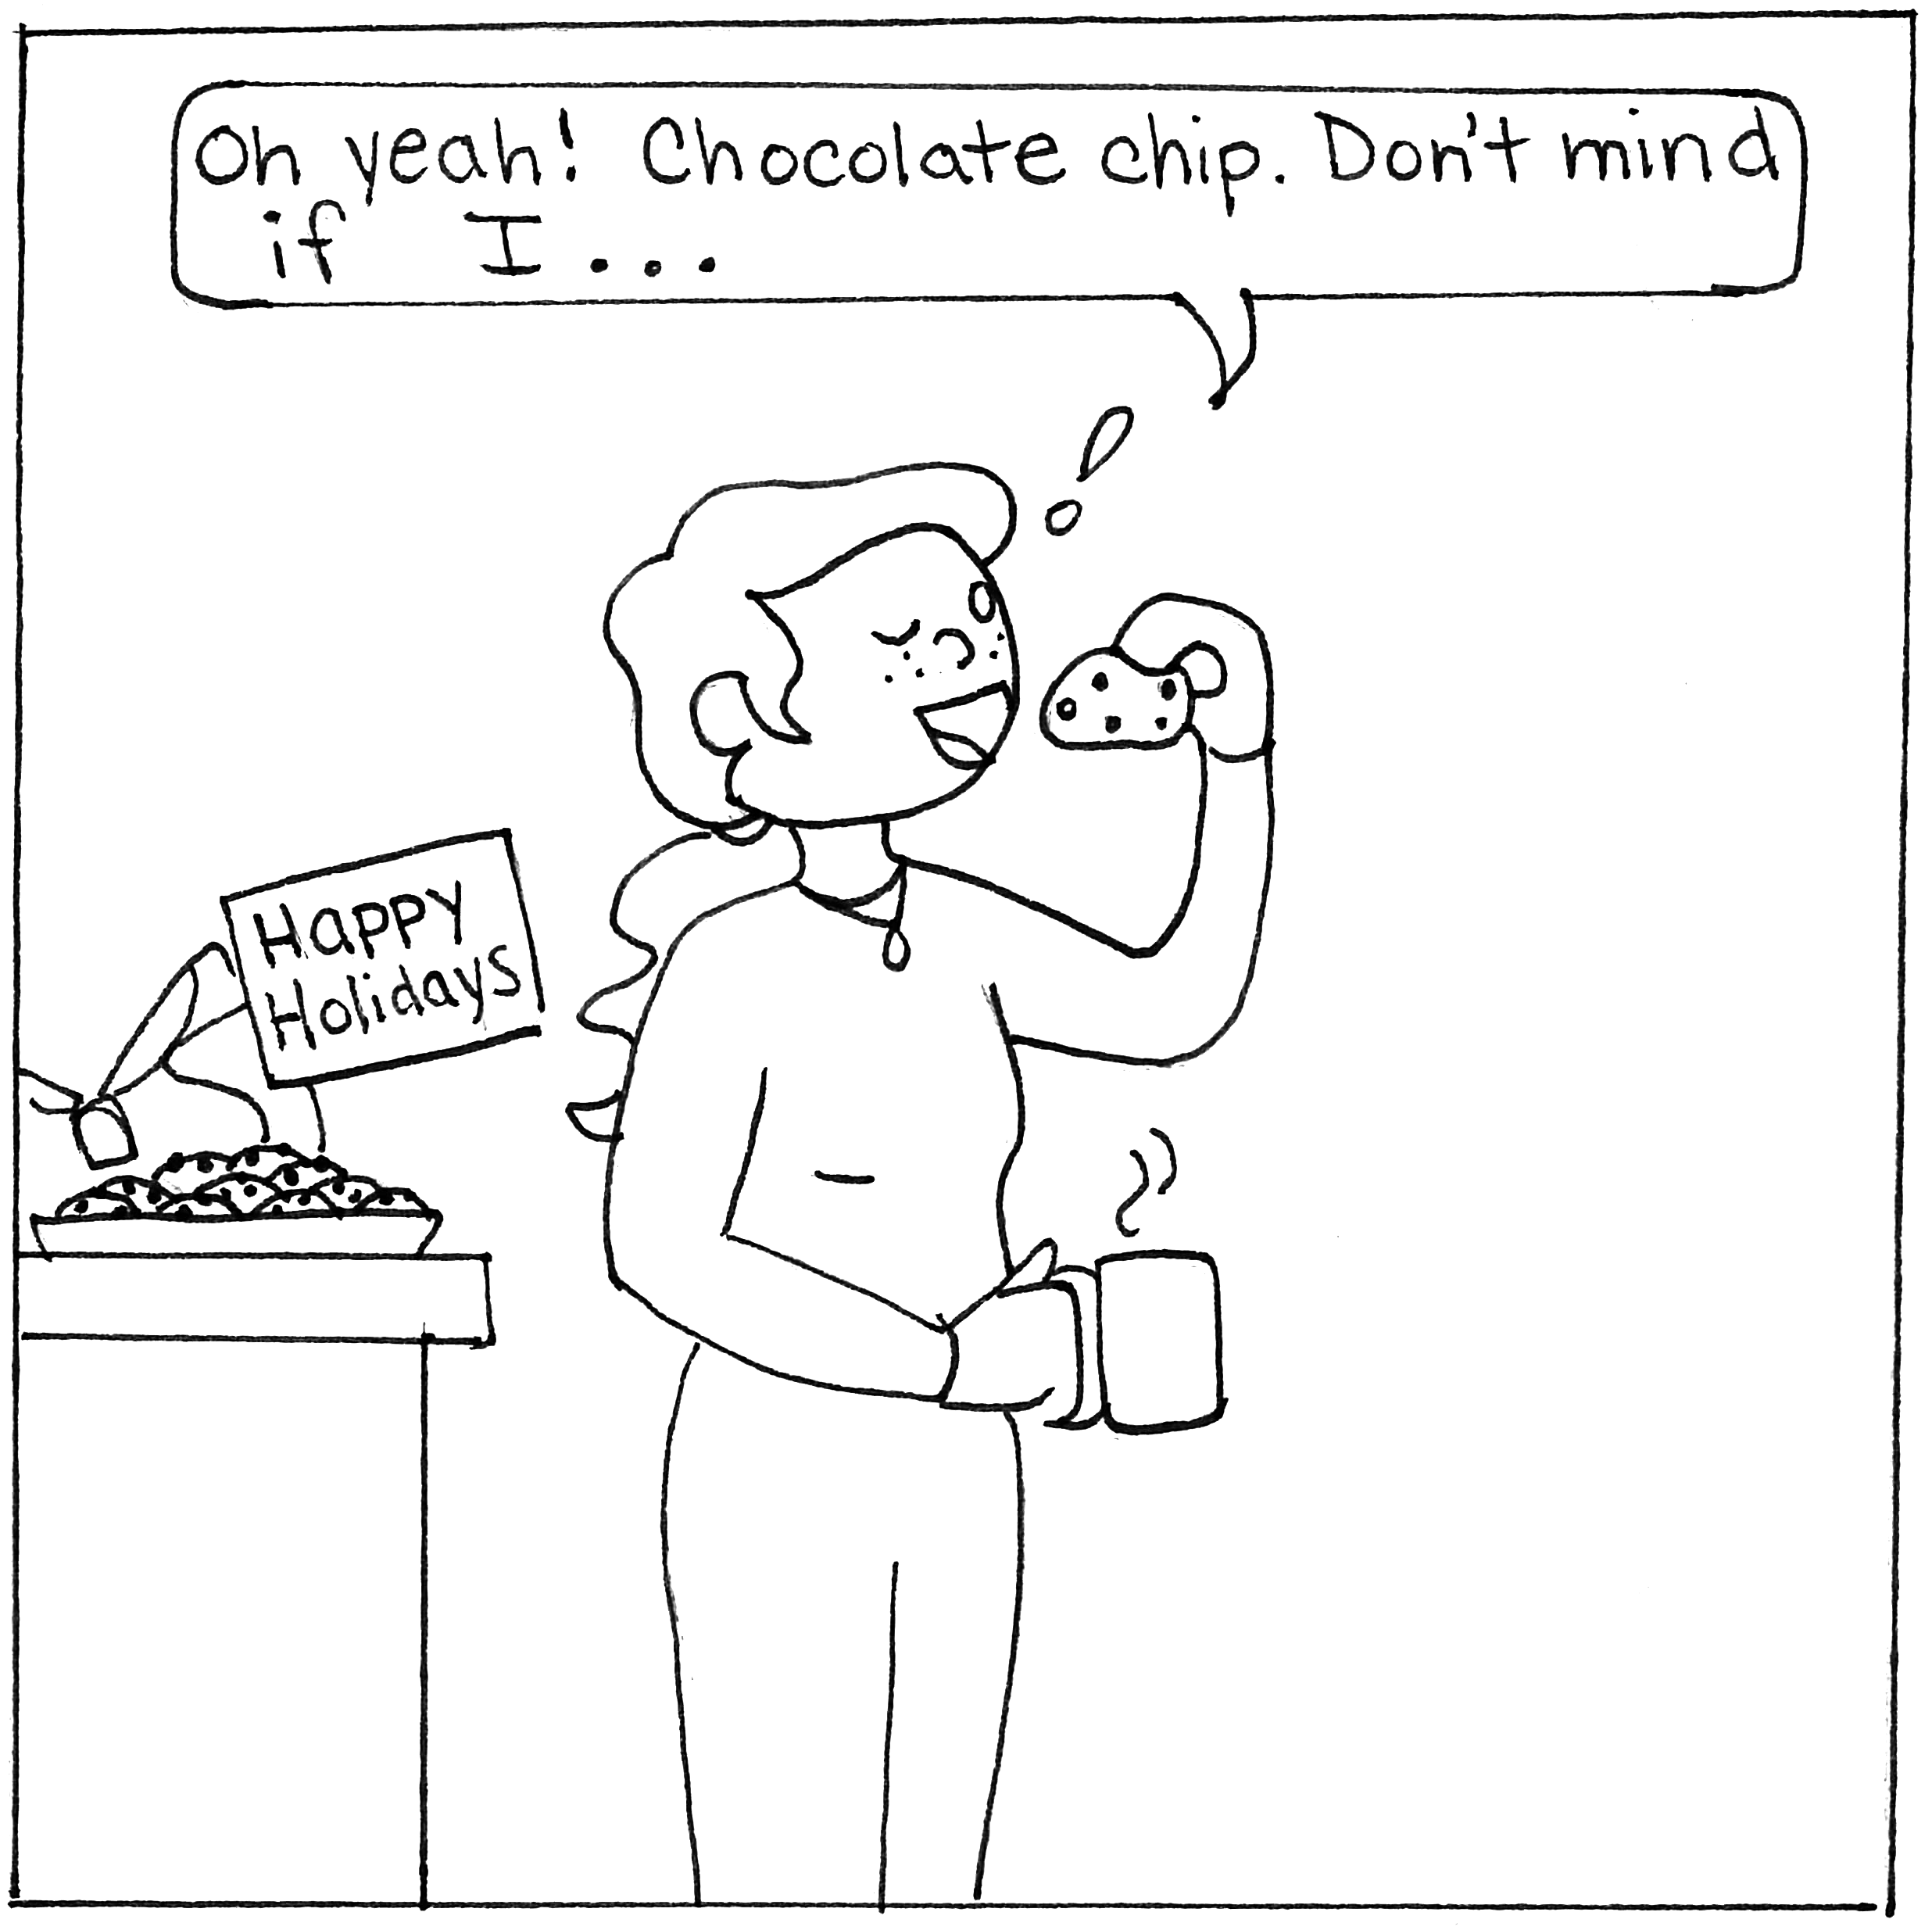 Oh yeah! Chocolate chip. Don't mind
if I...
Happy
Holidays